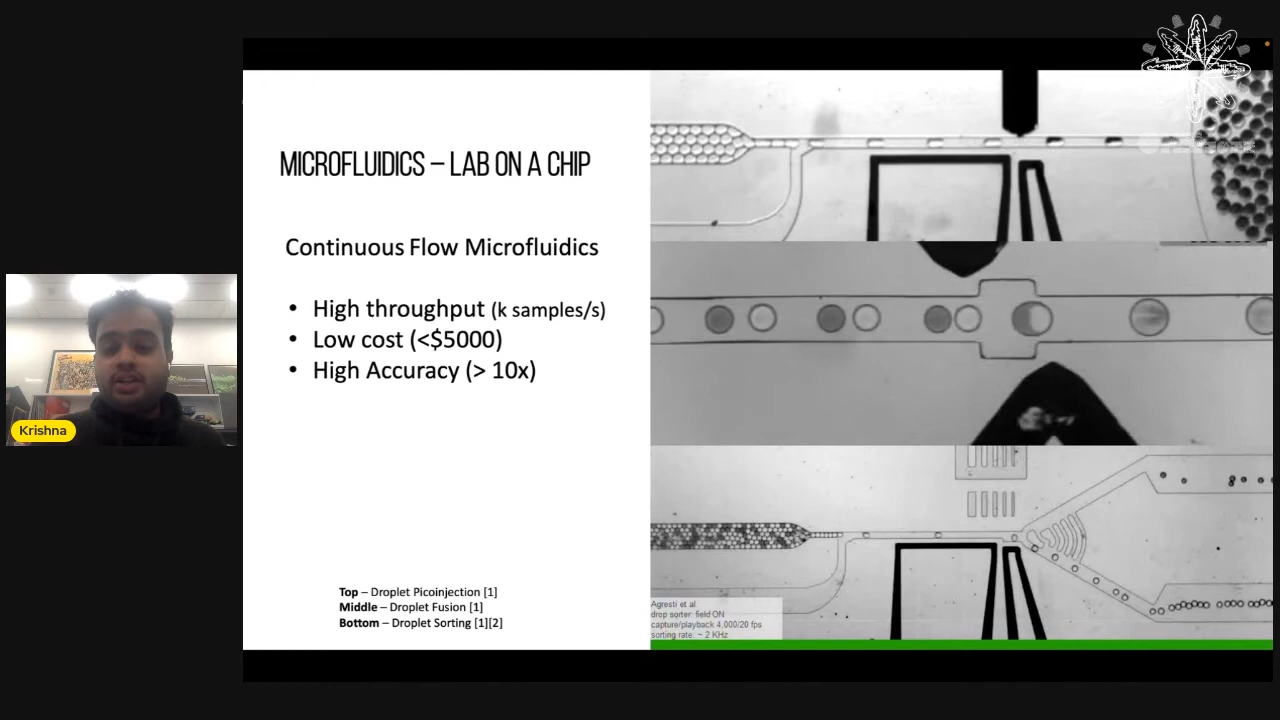 MICROFLUIDICS – LAB ON A CHIP
Continuous Flow Microfluidics
• High throughput (k samples/s)
• Low cost (<$5000)
• High Accuracy (> 10x)
Krishna
Top – Droplet Picoinjection [1]
Middle – Droplet Fusion [1]
Bottom – Droplet Sorting [1][2]
Agresti et al
drop sorter: field ON
capture/playback 4,000/20 fps
sorting rate: ~ 2 KHz